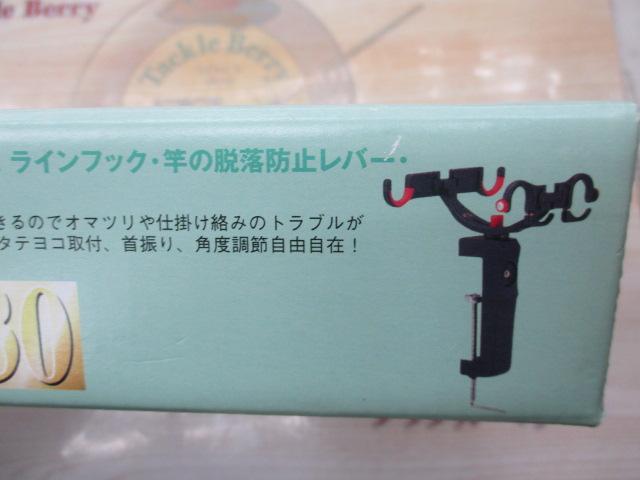 le Berry
Tackle Berry
ラインフック・竿の脱落防止レバー・
きるのでオマツリや仕掛け絡みのトラブルが
タテヨコ取付、首振り、角度調節自由自在！
30